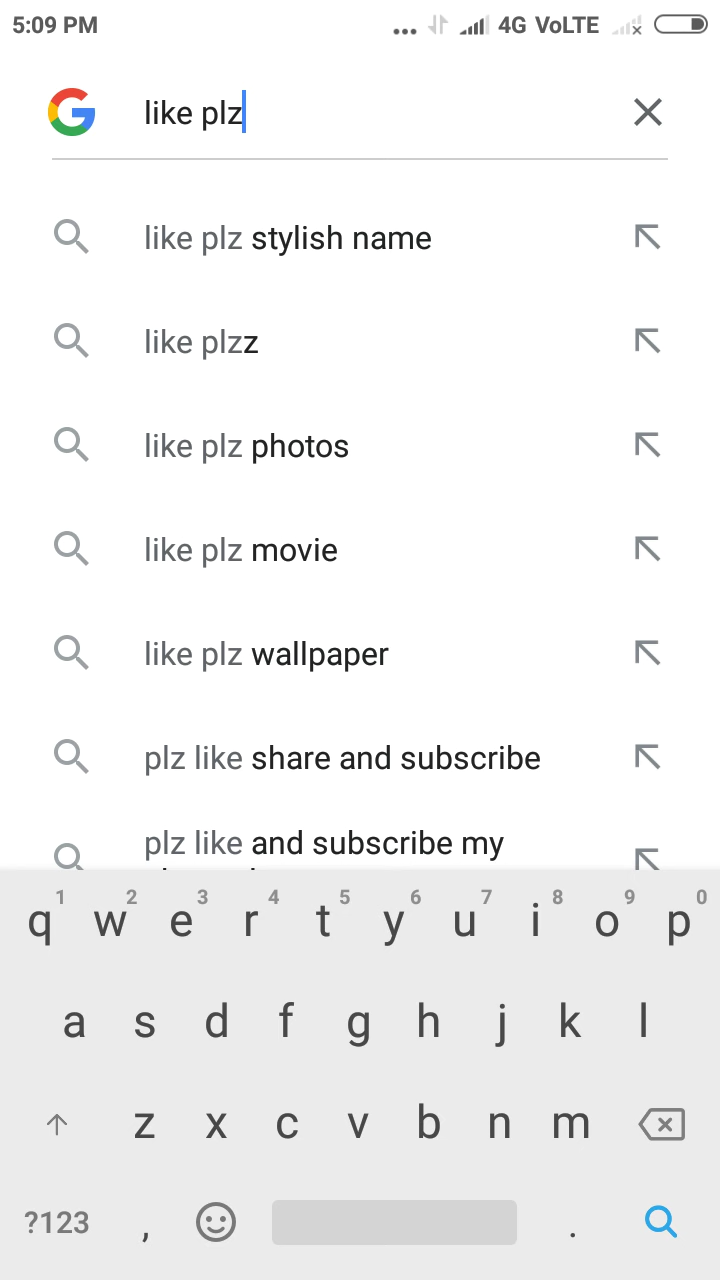 5:09 PM ... 4G VoLTE
like plz
like plz stylish name
like plzz
like plz photos
like plz movie
like plz wallpaper
plz like share and subscribe
plz like and subscribe my
1 2 3 4 5 6 7 8 9 0
q w e r t y u i o p
a s d f g h j k l
z x c v b n m
?123 , .